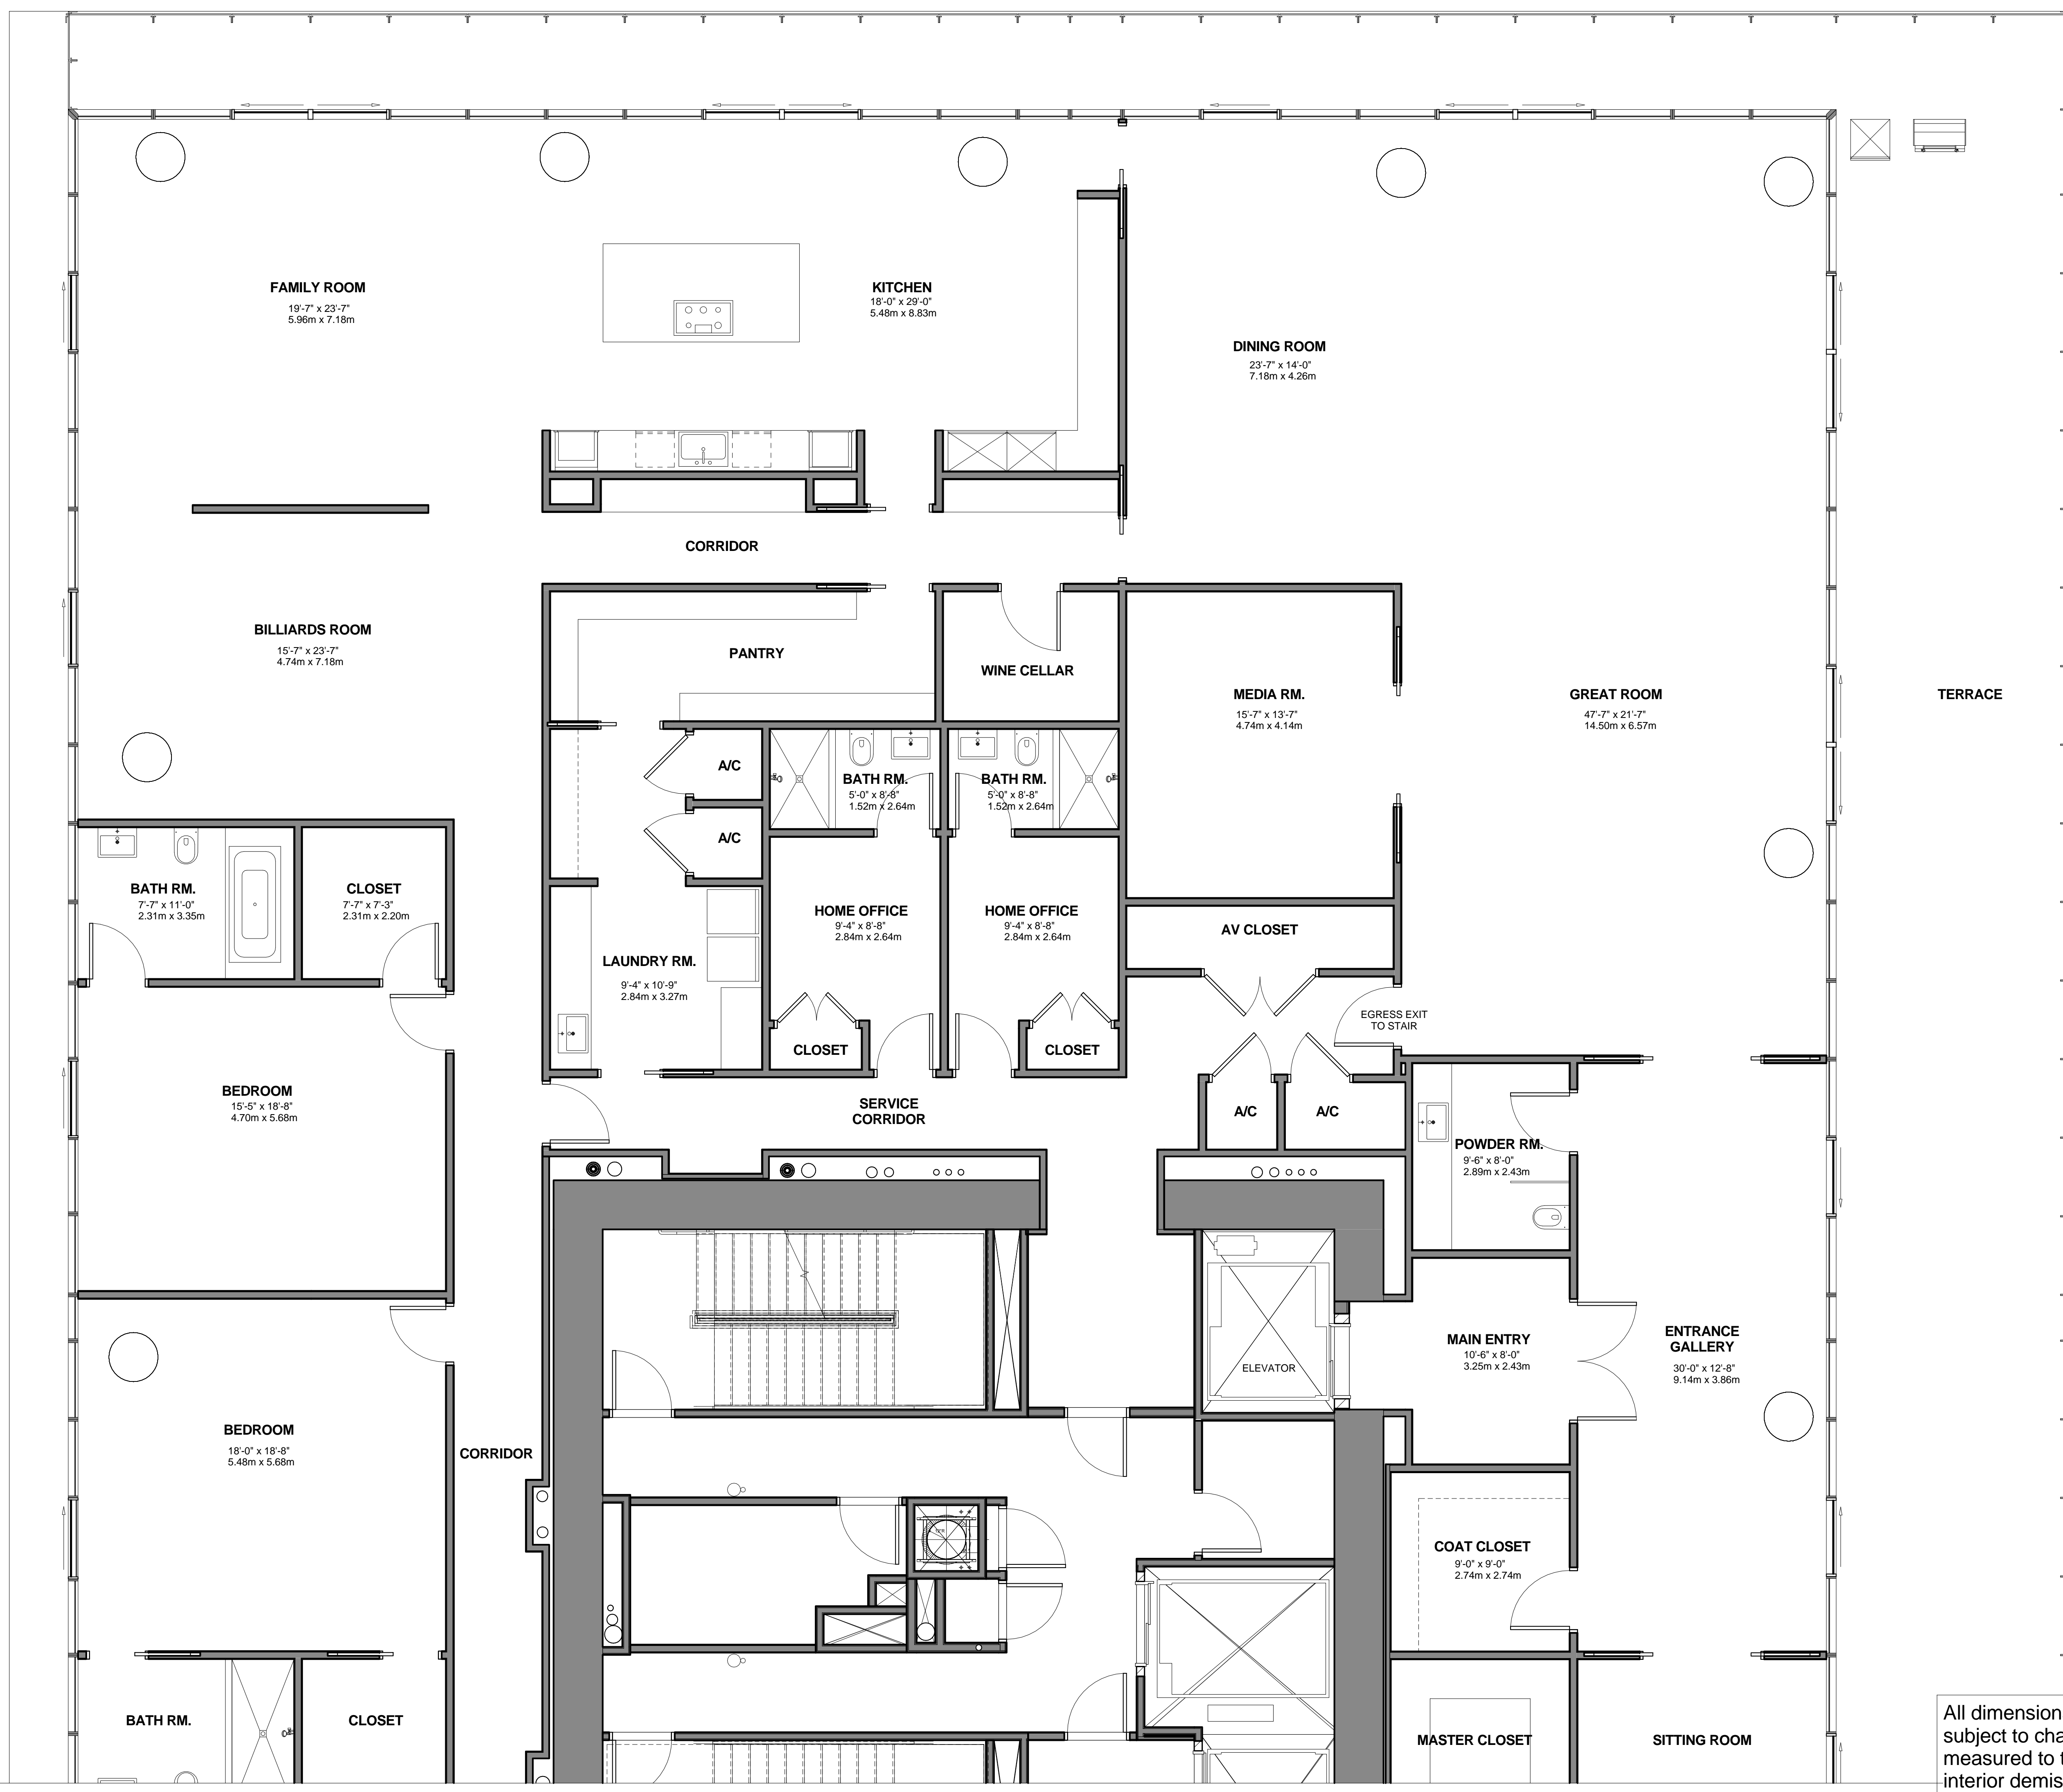 FAMILY ROOM
19'-7" x 23'-7"
5.96m x 7.18m
KITCHEN
18'-0" x 29'-0"
5.48m x 8.83m
DINING ROOM
23'-7" x 14'-0"
7.18m x 4.26m
CORRIDOR
BILLIARDS ROOM
15'-7" x 23'-7"
4.74m x 7.18m
PANTRY
WINE CELLAR
MEDIA RM.
15'-7" x 13'-7"
4.74m x 4.14m
GREAT ROOM
47'-7" x 21'-7"
14.50m x 6.57m
TERRACE
A/C
BATH RM.
5'-0" x 8'-8"
1.52m x 2.64m
BATH RM.
5'-0" x 8'-8"
1.52m x 2.64m
A/C
BATH RM.
7'-7" x 11'-0"
2.31m x 3.35m
CLOSET
7'-7" x 7'-3"
2.31m x 2.20m
HOME OFFICE
9'-4" x 8'-8"
2.84m x 2.64m
HOME OFFICE
9'-4" x 8'-8"
2.84m x 2.64m
AV CLOSET
LAUNDRY RM.
9'-4" x 10'-9"
2.84m x 3.27m
EGRESS EXIT
TO STAIR
CLOSET
CLOSET
BEDROOM
15'-5" x 18'-8"
4.70m x 5.68m
SERVICE
CORRIDOR
A/C
A/C
POWDER RM.
9'-6" x 8'-0"
2.89m x 2.43m
ELEVATOR
MAIN ENTRY
10'-6" x 8'-0"
3.25m x 2.43m
ENTRANCE
GALLERY
30'-0" x 12'-8"
9.14m x 3.86m
BEDROOM
18'-0" x 18'-8"
5.48m x 5.68m
CORRIDOR
COAT CLOSET
9'-0" x 9'-0"
2.74m x 2.74m
BATH RM.
CLOSET
MASTER CLOSET
SITTING ROOM
All dimension
subject to cha
measured to t
interior demis